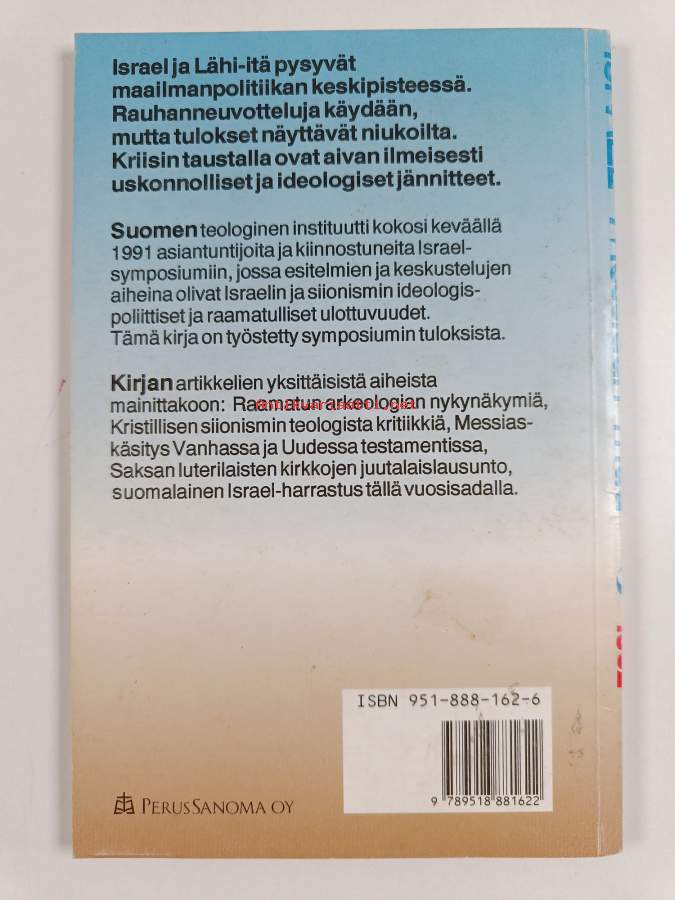 Israel ja Lähi-itä pysyvät
maailmanpolitiikan keskipisteessä.
Rauhanneuvotteluja käydään,
mutta tulokset näyttävät niukoilta.
Kriisin taustalla ovat aivan ilmeisesti
uskonnolliset ja ideologiset jännitteet.
Suomen teologinen instituutti kokosi keväällä
1991 asiantuntijoita ja kiinnostuneita Israel-
symposiumiin, jossa esitelmien ja keskustelujen
aiheina olivat Israelin ja siionismin ideologis-
poliittiset ja raamatulliset ulottuvuudet.
Tämä kirja on työstetty symposiumin tuloksista.
Kirjan artikkelien yksittäisistä aiheista
mainittakoon: Raamatun arkeologian nykynäkymiä,
Kristillisen siionismin teologista kritiikkiä, Messias-
käsitys Vanhassa ja Uudessa testamentissa,
Saksan luterilaisten kirkkojen juutalaislausunto,
suomalainen Israel-harrastus tällä vuosisadalla.
ISBN 951-888-162-6
9 789518 881622
PERUSSANOMA OY